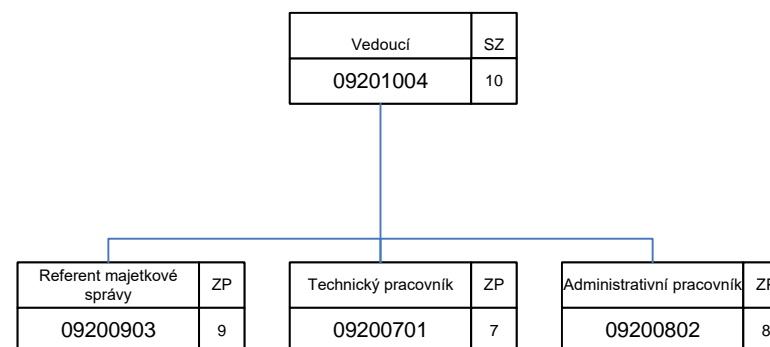 Vedoucí SZ
09201004 10
Referent majetkové
správy ZP
Technický pracovník ZP
Administrativní pracovník ZP
09200903 9
09200701 7
09200802 8